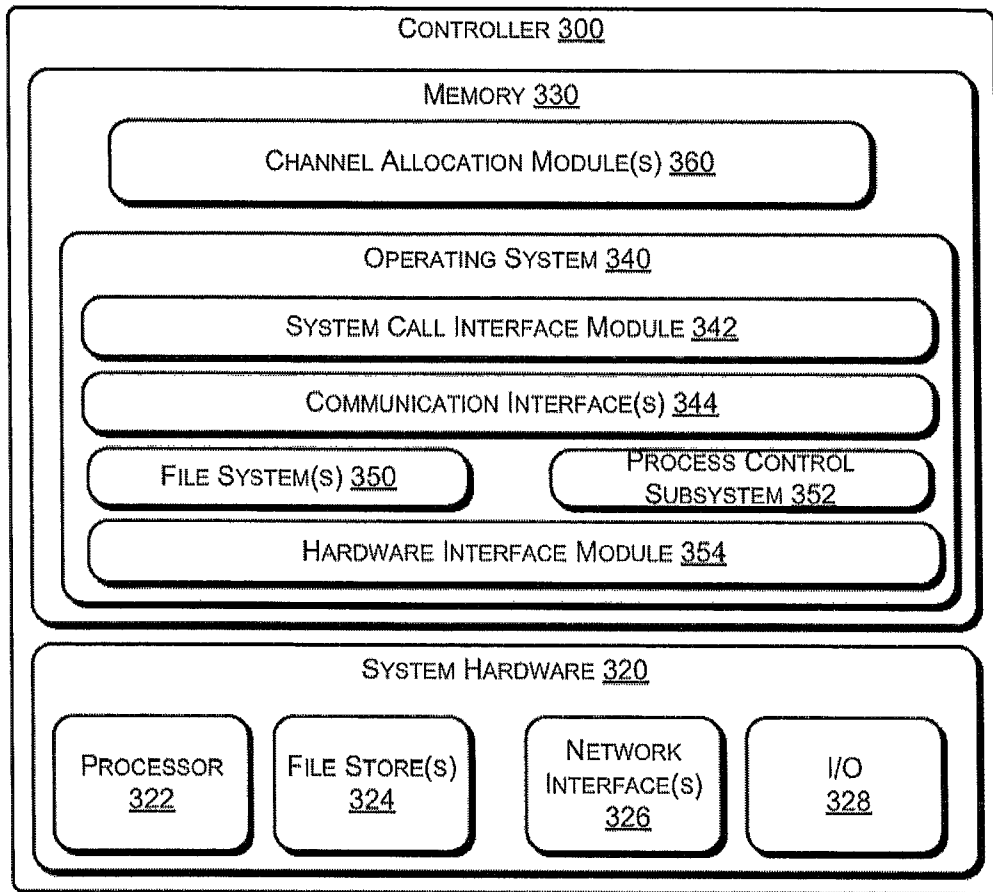 CONTROLLER 300
MEMORY 330
CHANNEL ALLOCATION MODULE(S) 360
OPERATING SYSTEM 340
SYSTEM CALL INTERFACE MODULE 342
COMMUNICATION INTERFACE(S) 344
FILE SYSTEM(S) 350
PROCESS CONTROL
SUBSYSTEM 352
HARDWARE INTERFACE MODULE 354
SYSTEM HARDWARE 320
PROCESSOR
322
FILE STORE(S)
324
NETWORK
INTERFACE(S)
326
I/O
328